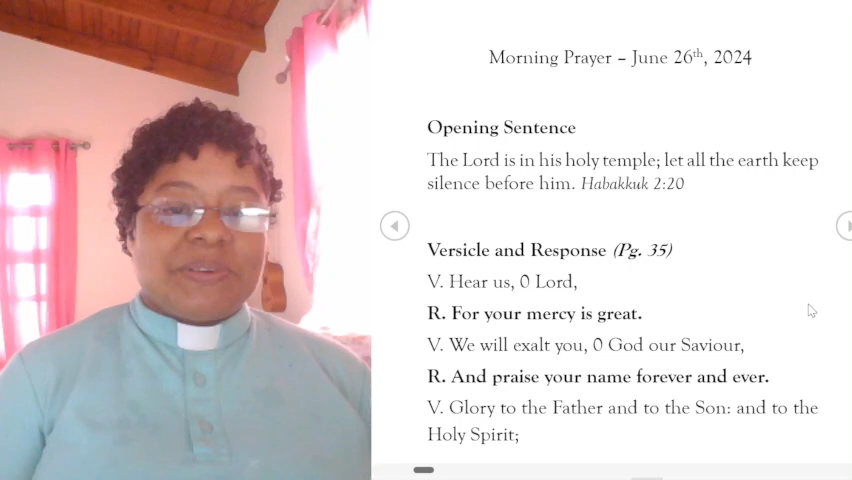 Morning Prayer – June 26th, 2024
Opening Sentence
The Lord is in his holy temple; let all the earth keep
silence before him. Habakkuk 2:20
Versicle and Response (Pg. 35)
V. Hear us, 0 Lord,
R. For your mercy is great.
V. We will exalt you, 0 God our Saviour,
R. And praise your name forever and ever.
V. Glory to the Father and to the Son: and to the
Holy Spirit;